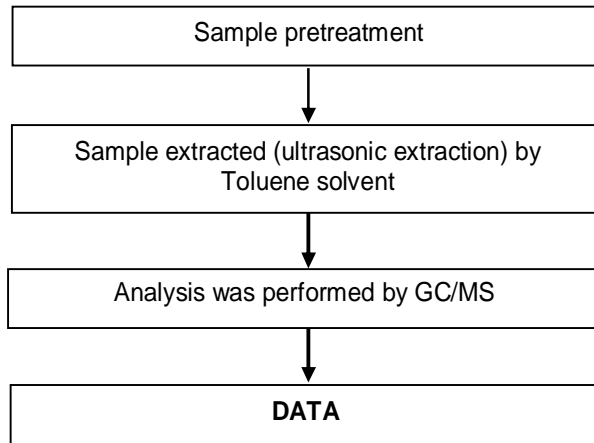 Sample pretreatment
Sample extracted (ultrasonic extraction) by
Toluene solvent
Analysis was performed by GC/MS
DATA